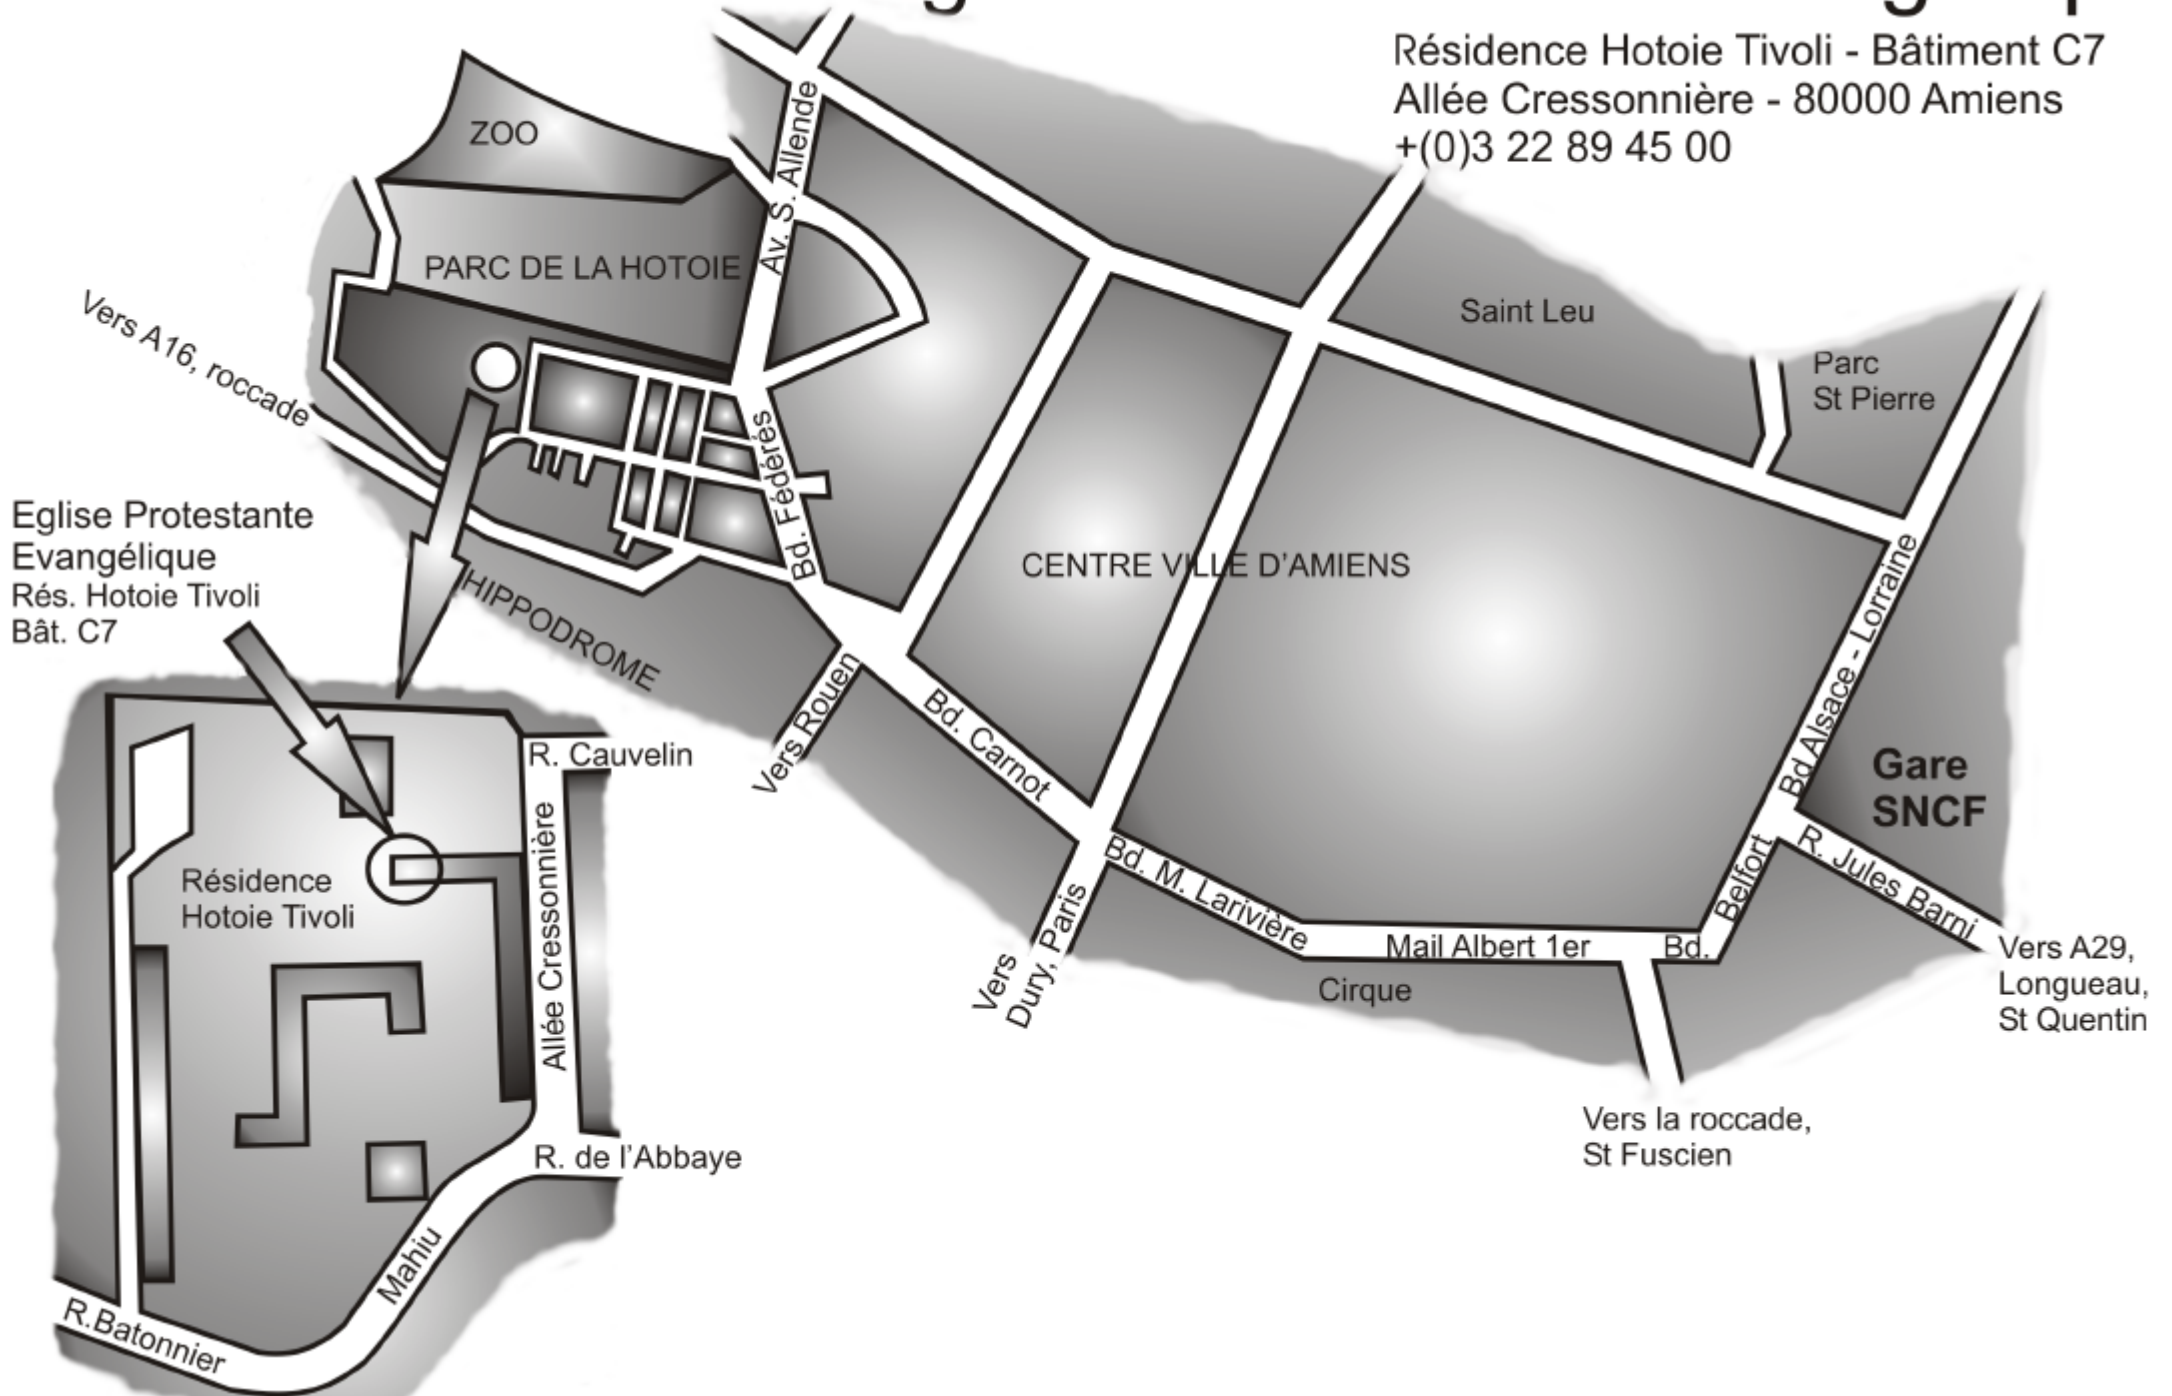 Résidence Hotoie Tivoli - Bâtiment C7
Allée Cressonnière - 80000 Amiens
+(0)3 22 89 45 00
ZOO
Av. S. Allende
PARC DE LA HOTOIE
Vers A16, roccade
Saint Leu
Parc
St Pierre
Bd. Fédérés
Eglise Protestante
Evangélique
Rés. Hotoie Tivoli
Bât. C7
HIPPODROME
CENTRE VILLE D'AMIENS
Bd Alsace - Lorraine
Vers Rouen
Bd. Carnot
Gare
SNCF
R. Cauvelin
Allée Cressonnière
Résidence
Hotoie Tivoli
Bd. M. Larivière
Mail Albert 1er
Bd.
Belfort
R. Jules Barni
Vers
Dury, Paris
Cirque
Vers A29,
Longueau,
St Quentin
Vers la roccade,
St Fuscien
R. de l'Abbaye
Mahiu
R.Batonnier